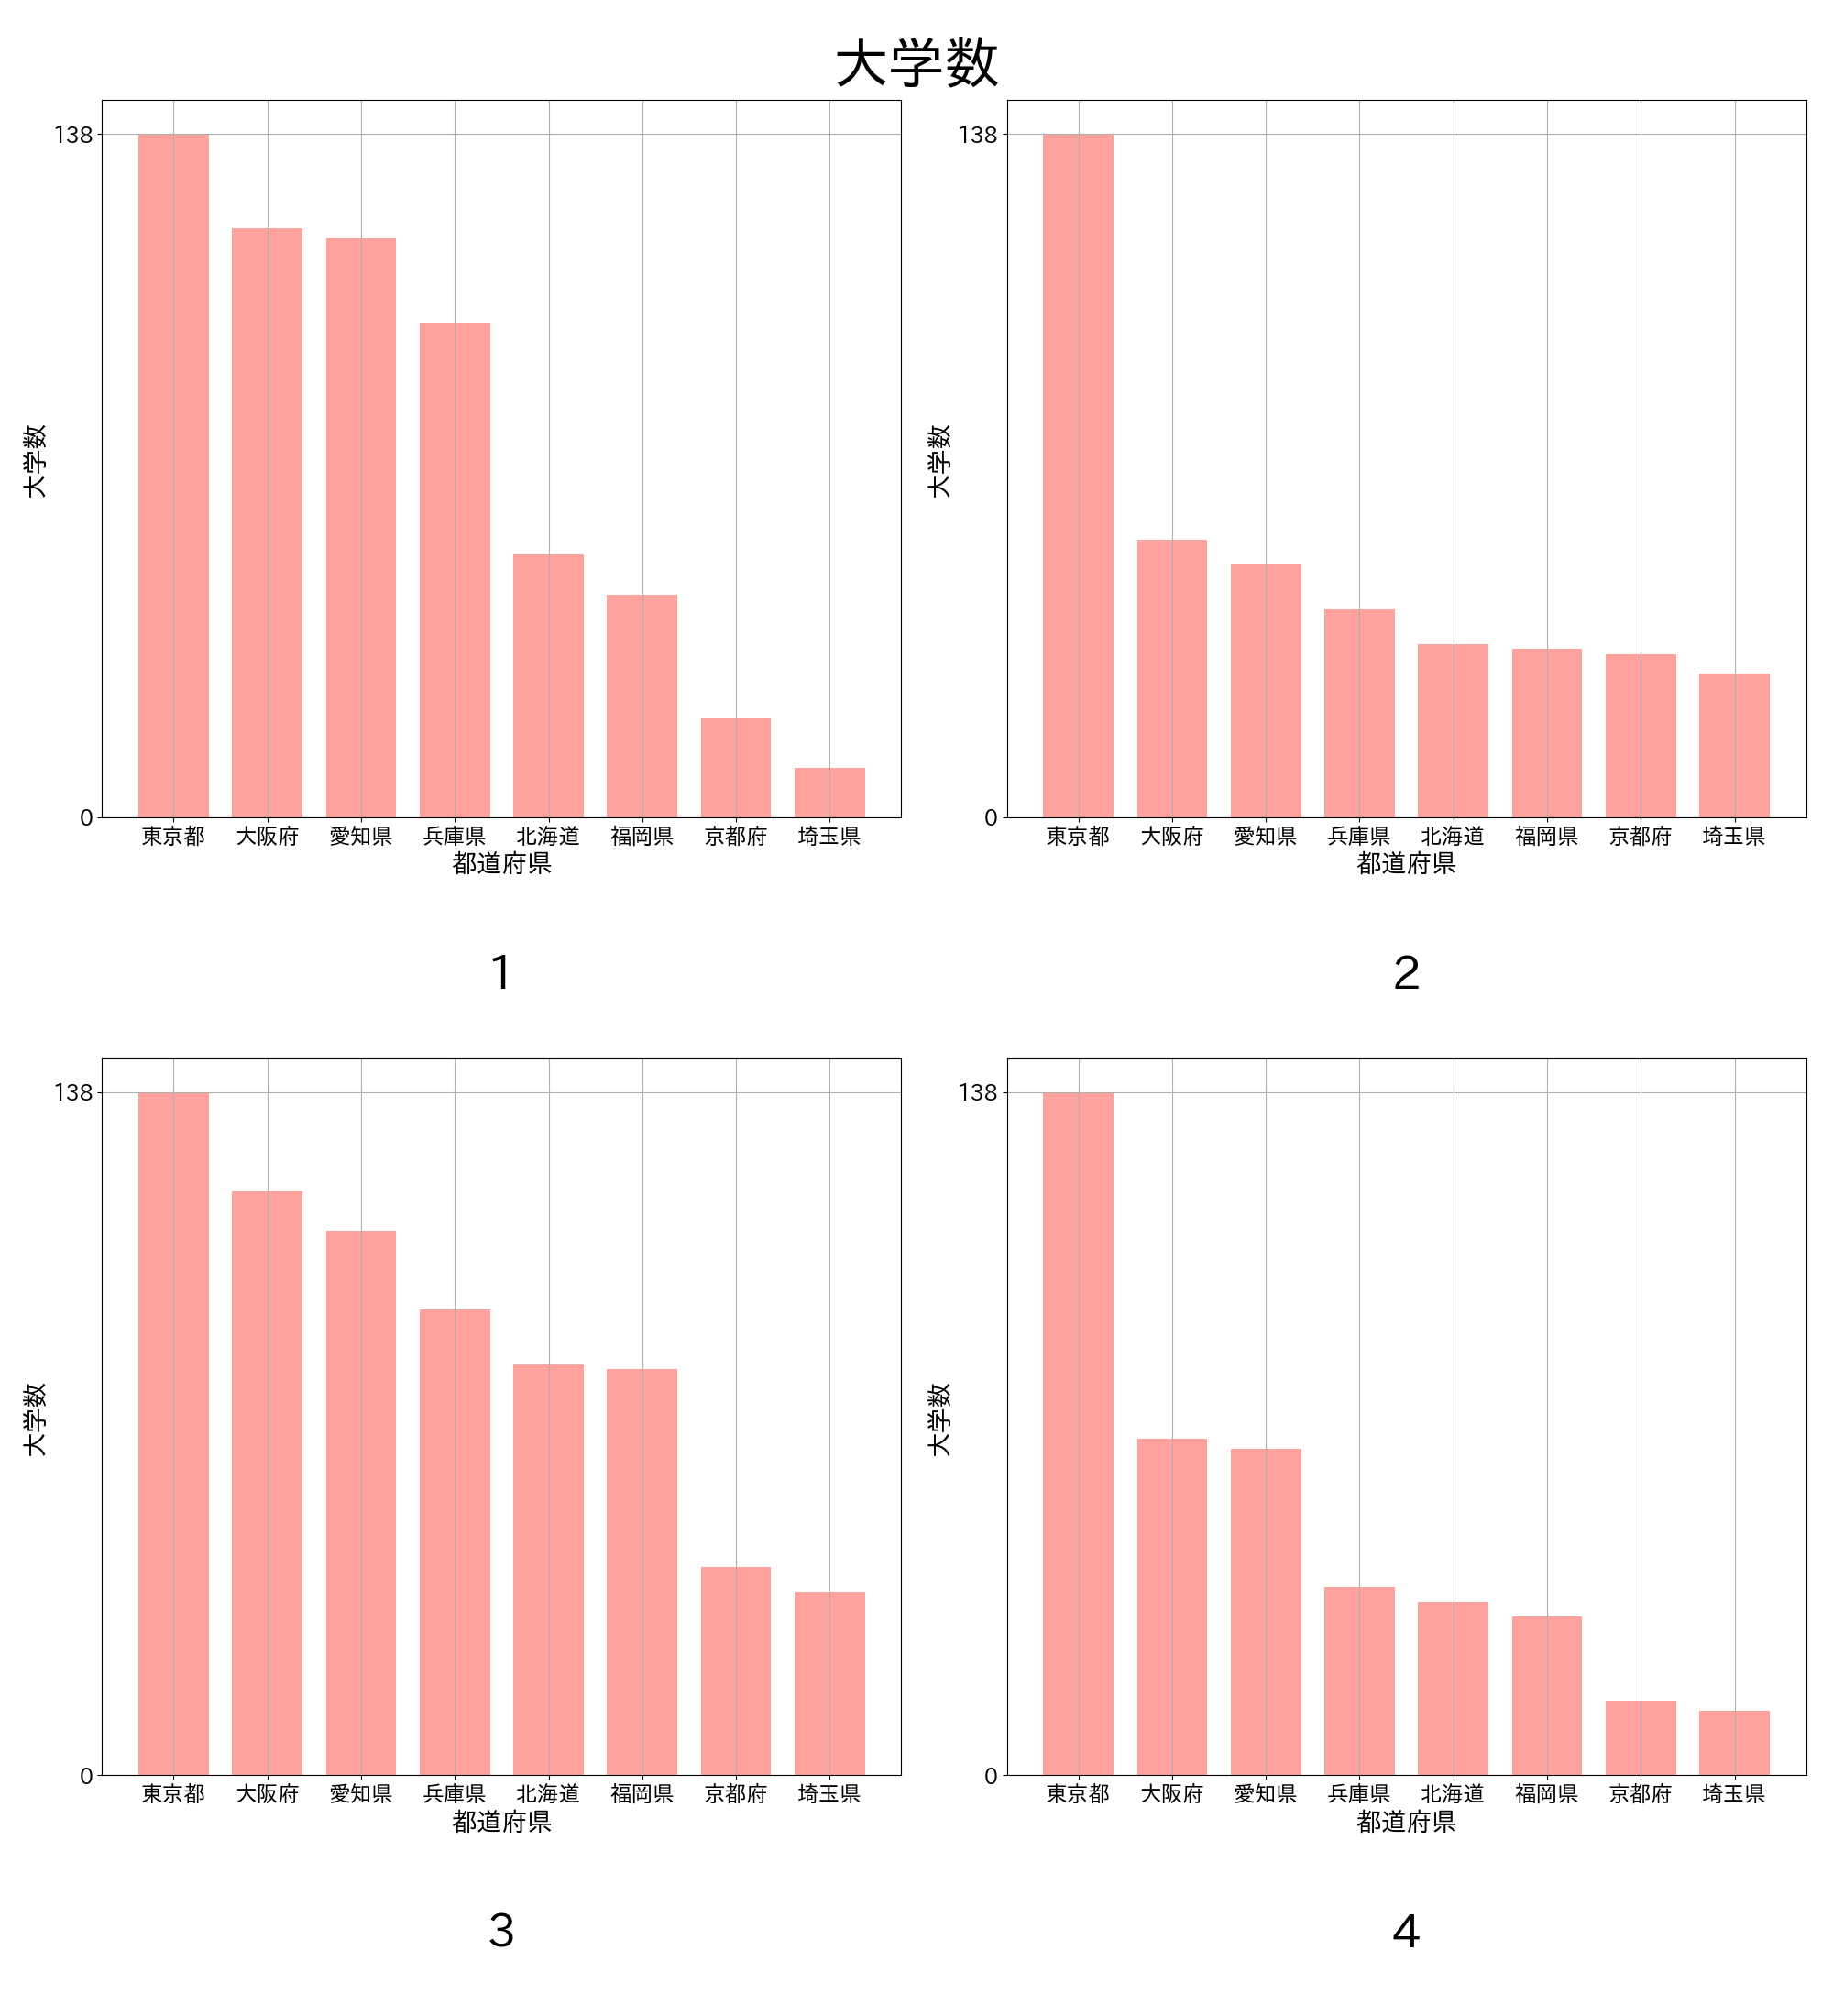 大学数
138
大学数
0
東京都 大阪府 愛知県 兵庫県 北海道 福岡県 京都府 埼玉県
都道府県
1
138
大学数
0
東京都 大阪府 愛知県 兵庫県 北海道 福岡県 京都府 埼玉県
都道府県
2
138
大学数
0
東京都 大阪府 愛知県 兵庫県 北海道 福岡県 京都府 埼玉県
都道府県
3
138
大学数
0
東京都 大阪府 愛知県 兵庫県 北海道 福岡県 京都府 埼玉県
都道府県
4